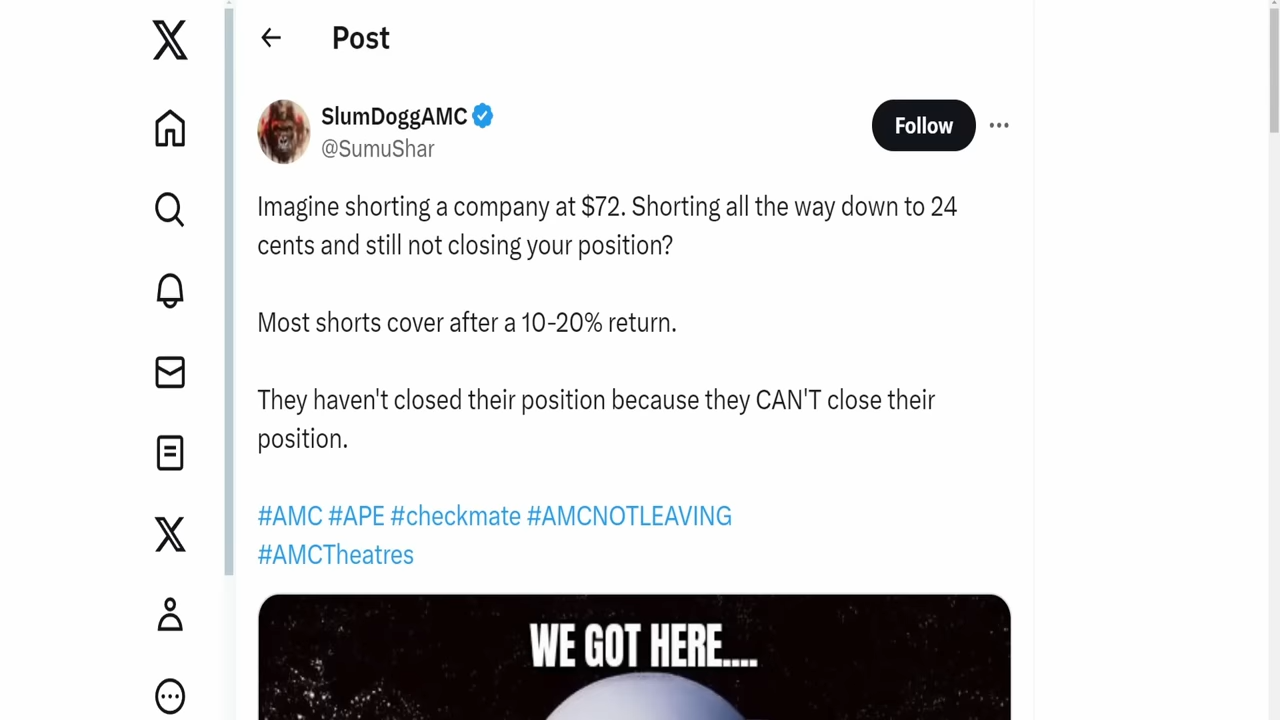 Post
SlumDoggAMC
@SumuShar
Follow
Imagine shorting a company at $72. Shorting all the way down to 24
cents and still not closing your position?
Most shorts cover after a 10-20% return.
They haven't closed their position because they CAN'T close their
position.
#AMC #APE #checkmate #AMCNOTLEAVING
#AMCTheatres
WE GOT HERE....